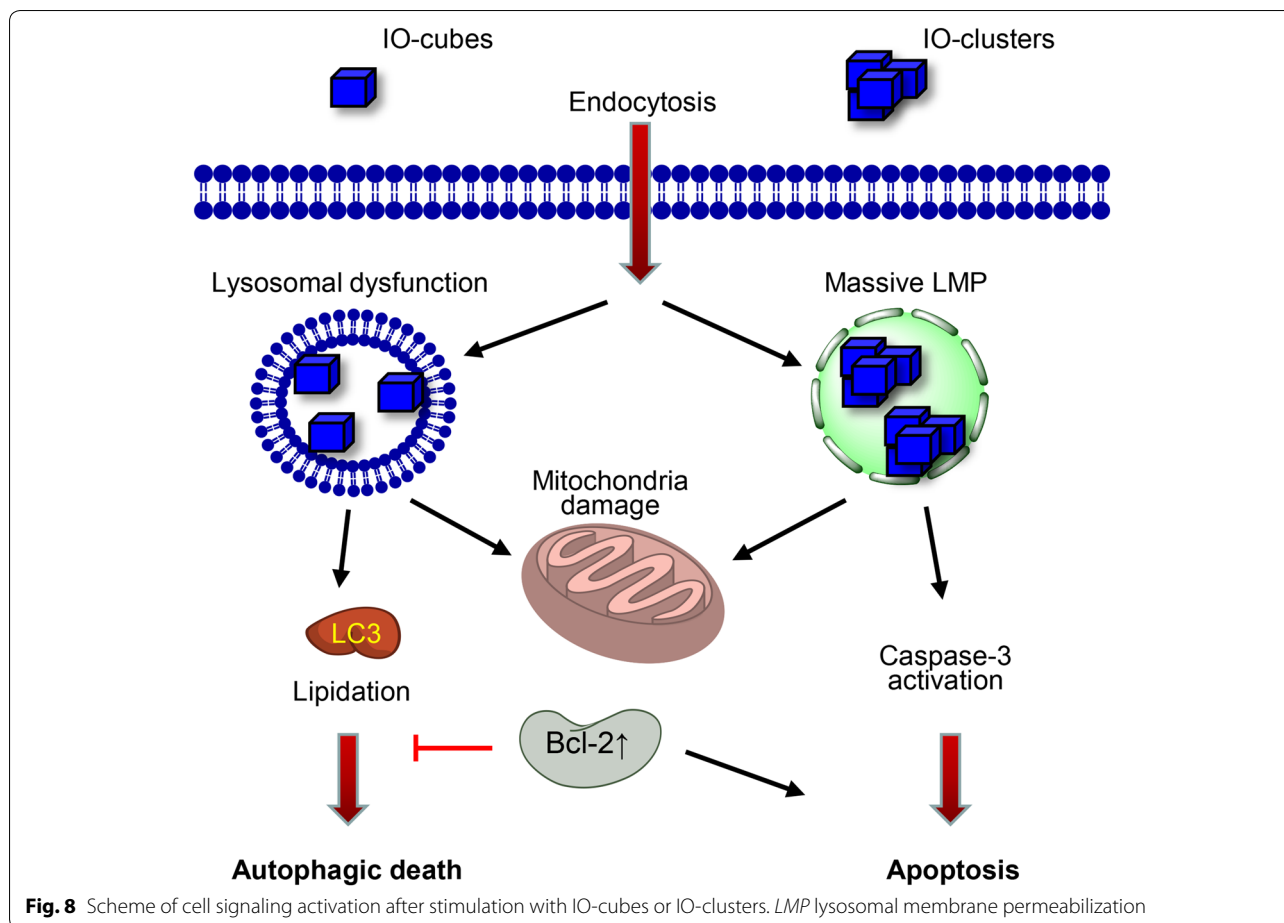 IO-cubes
IO-clusters
Endocytosis
Lysosomal dysfunction
Massive LMP
Mitochondria
damage
LC3
Lipidation
Caspase-3
activation
Bcl-2↑
Autophagic death
Apoptosis
Fig. 8 Scheme of cell signaling activation after stimulation with IO-cubes or IO-clusters. LMP lysosomal membrane permeabilization